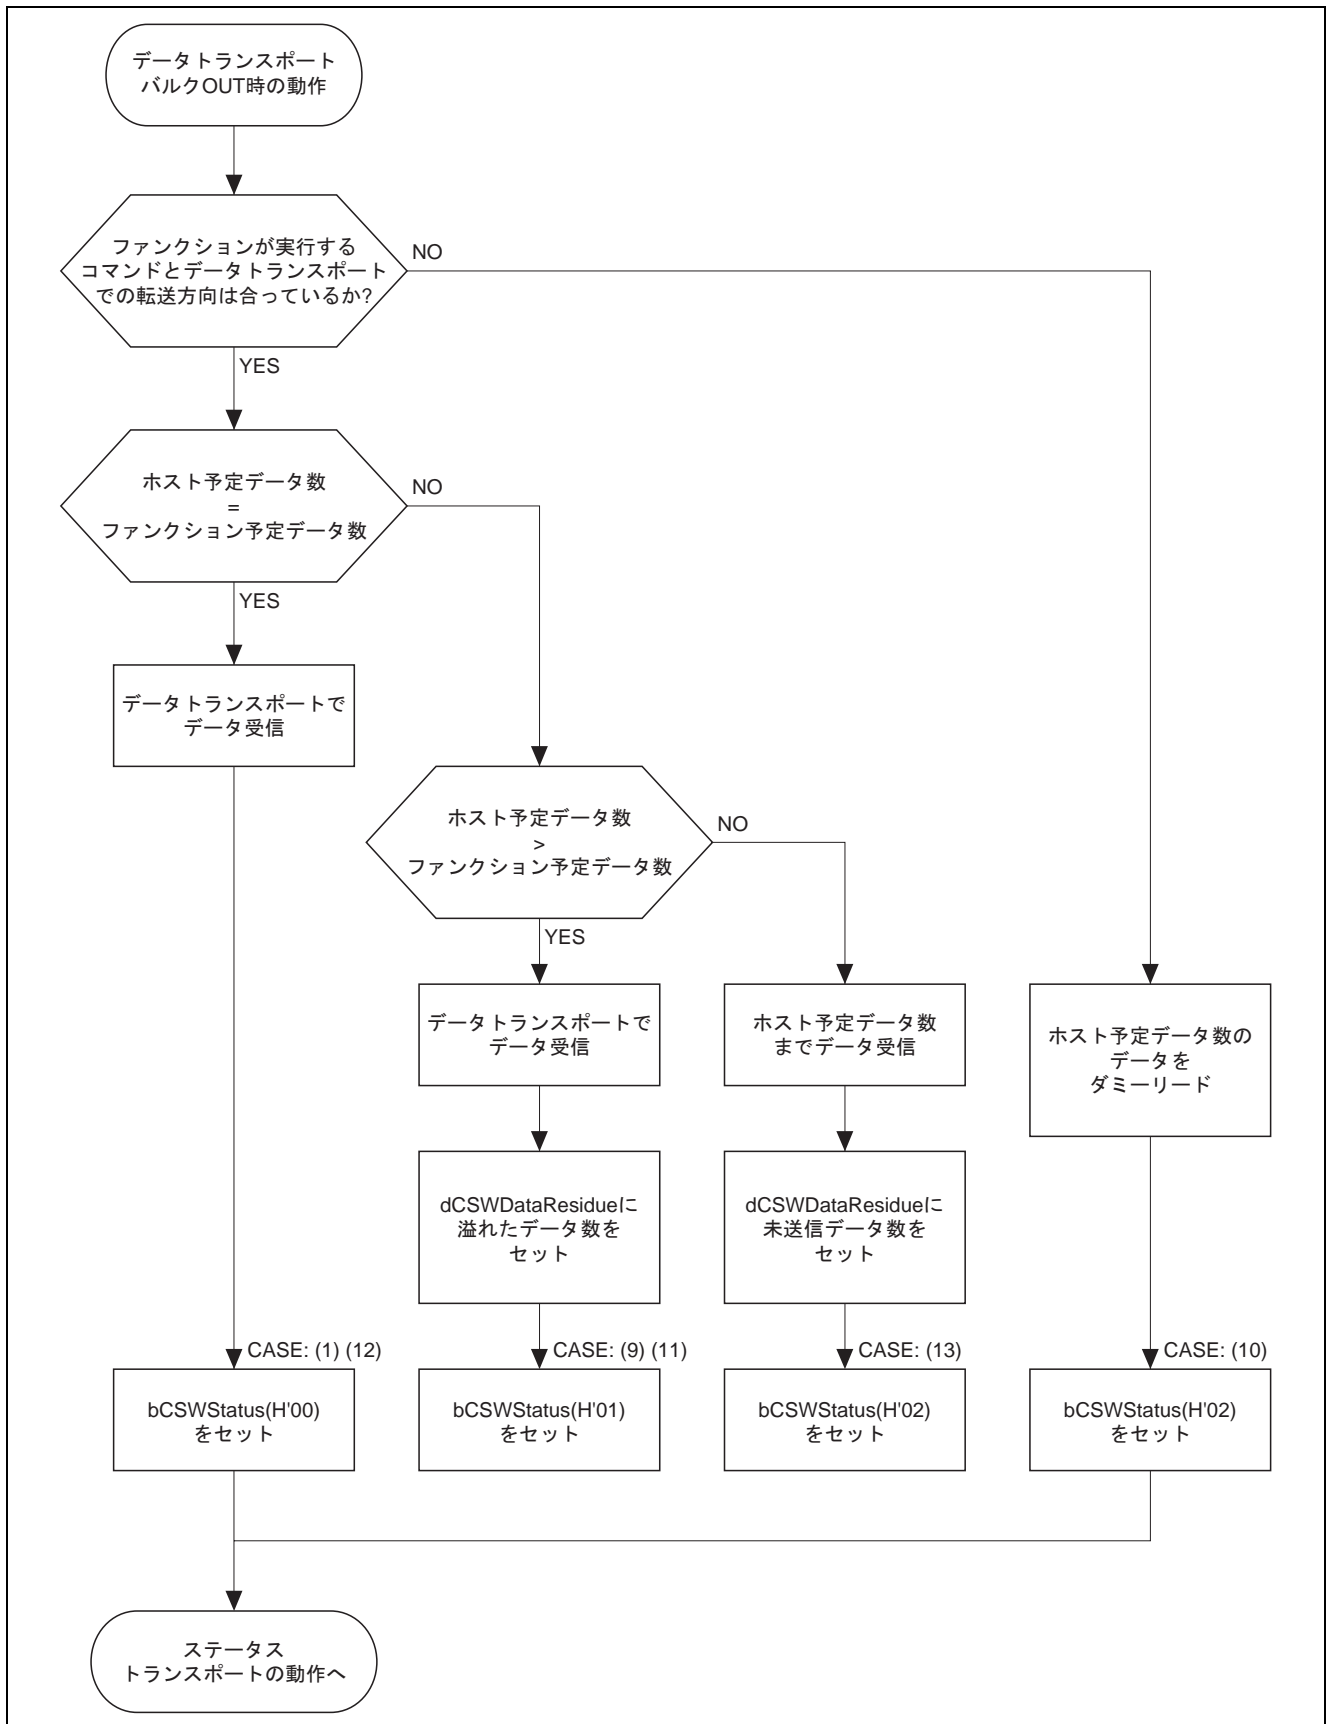 データトランスポート
バルクOUT時の動作
ファンクションが実行する
コマンドとデータトランスポート
での転送方向は合っているか?
NO
YES
ホスト予定データ数
=
ファンクション予定データ数
NO
YES
データトランスポートで
データ受信
ホスト予定データ数
>
ファンクション予定データ数
NO
YES
データトランスポートで
データ受信
ホスト予定データ数
までデータ受信
ホスト予定データ数の
データを
ダミーリード
dCSWDataResidueに
溢れたデータ数を
セット
dCSWDataResidueに
未送信データ数を
セット
CASE: (1) (12)
CASE: (9) (11)
CASE: (13)
CASE: (10)
bCSWStatus(H'00)
をセット
bCSWStatus(H'01)
をセット
bCSWStatus(H'02)
をセット
bCSWStatus(H'02)
をセット
ステータス
トランスポートの動作へ